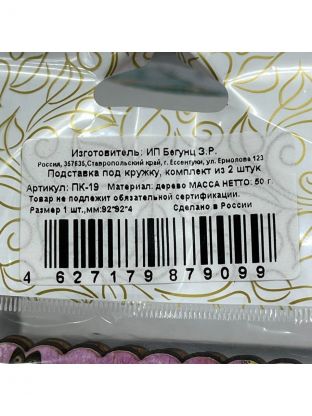 Изготовитель: ИП Бегунц З.Р.
Россия, 357635,Ставропольский край, г. Ессентуки, ул. Ермолова 123
Подставка под кружку, комплект из 2 штук
Артикул: ПК-19 Материал: дерево МАССА НЕТТО: 50 г.
Товар не подлежит обязательной сертификации.
Размер 1 шт.,мм:92*92*4 Сделано в России
4 627179 879099